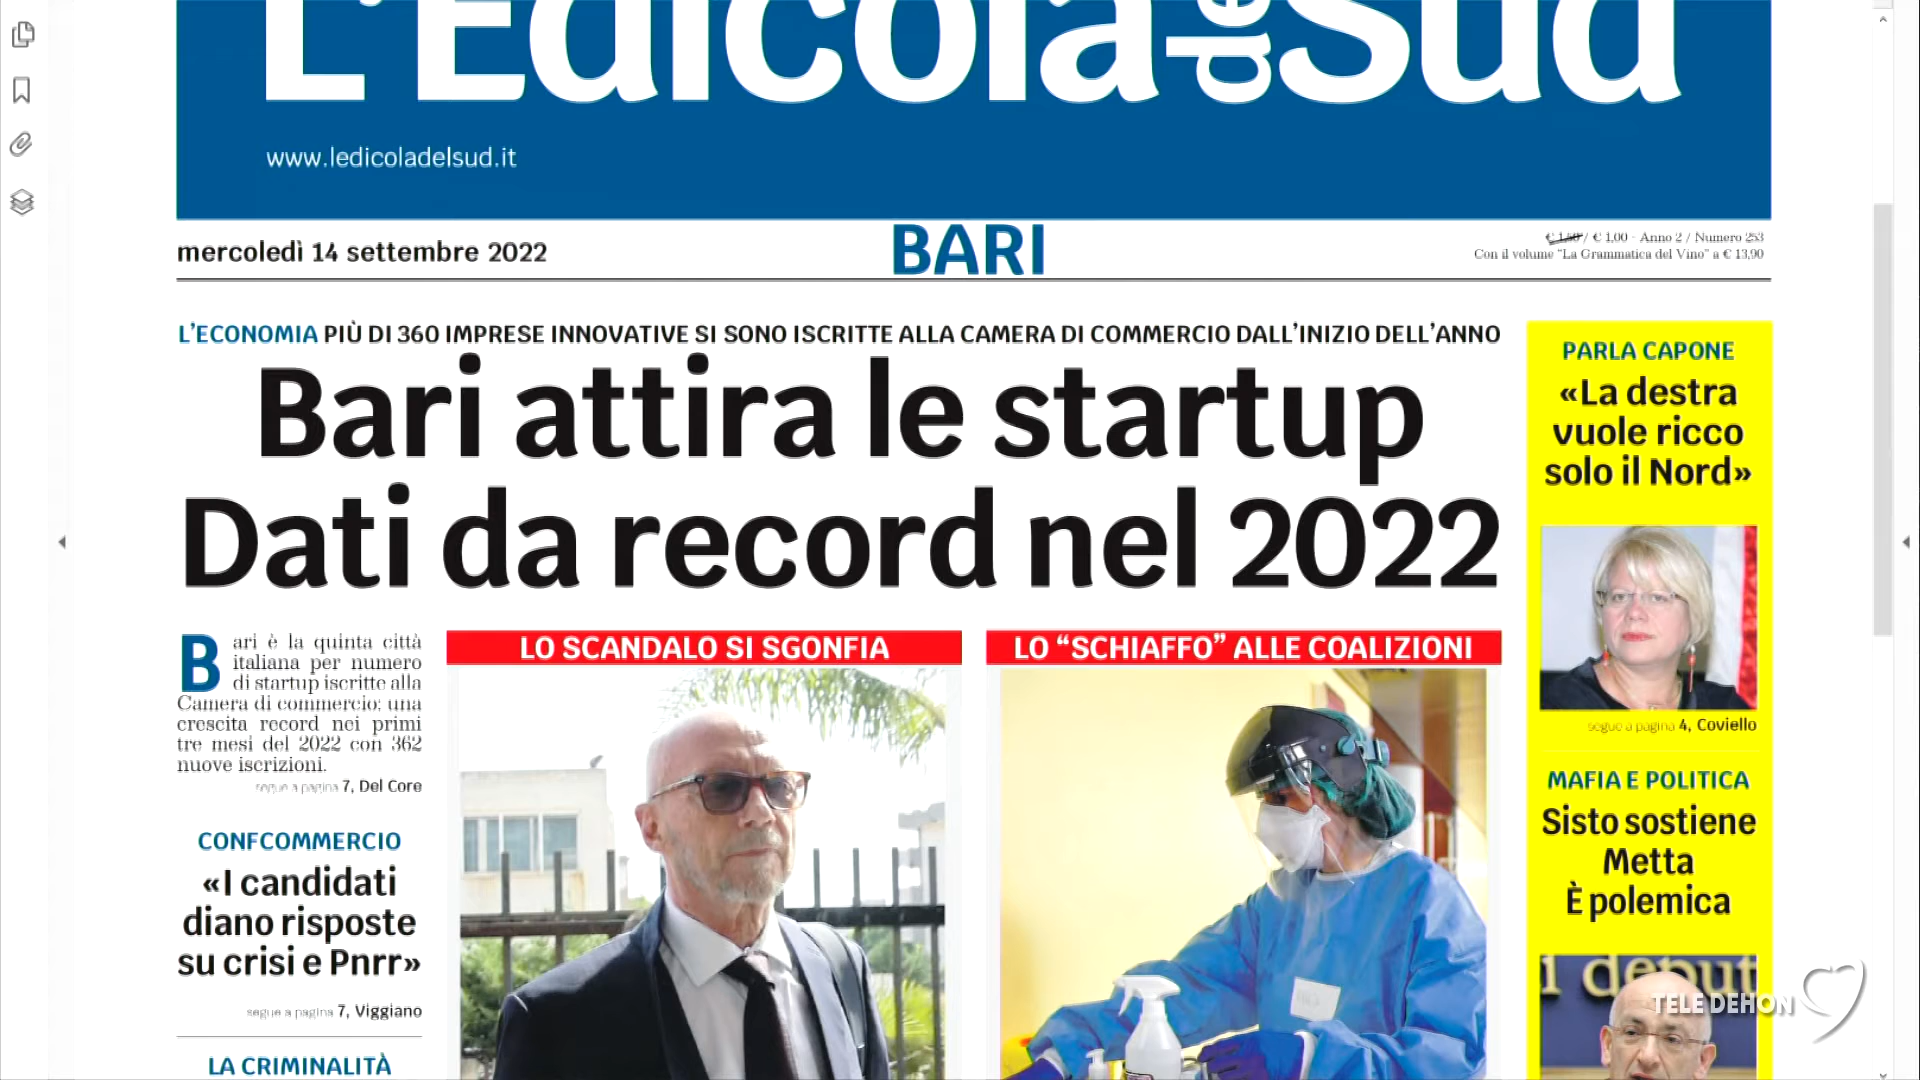 L'Edicola del Sud
www.ledicoladelsud.it
mercoledì 14 settembre 2022
BARI
€ 1,50 / € 1,00 - Anno 2 / Numero 253
Con il volume “La Grammatica del Vino” a € 13,90
L’ECONOMIA PIÙ DI 360 IMPRESE INNOVATIVE SI SONO ISCRITTE ALLA CAMERA DI COMMERCIO DALL’INIZIO DELL’ANNO
Bari attira le startup
Dati da record nel 2022
Bari è la quinta città
italiana per numero
di startup iscritte alla
Camera di commercio: una
crescita record nei primi
tre mesi del 2022 con 362
nuove iscrizioni.
segue a pagina 7, Del Core
CONFCOMMERCIO
«I candidati
diano risposte
su crisi e Pnrr»
segue a pagina 7, Viggiano
LA CRIMINALITÀ
LO SCANDALO SI SGONFIA
LO “SCHIAFFO” ALLE COALIZIONI
PARLA CAPONE
«La destra
vuole ricco
solo il Nord»
segue a pagina 4, Coviello
MAFIA E POLITICA
Sisto sostiene
Metta
È polemica
i deput
TELE DEHON